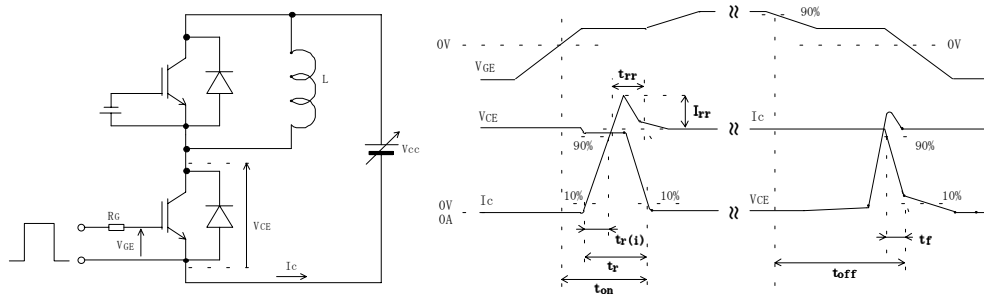 L
Vcc
RG
VGE
VCE
Ic
0V
VGE
90%
0V
trr
Irr
VCE
Ic
90%
90%
10%
10%
Ic
0V
0A
VCE
10%
tr(i)
tr
ton
tf
toff